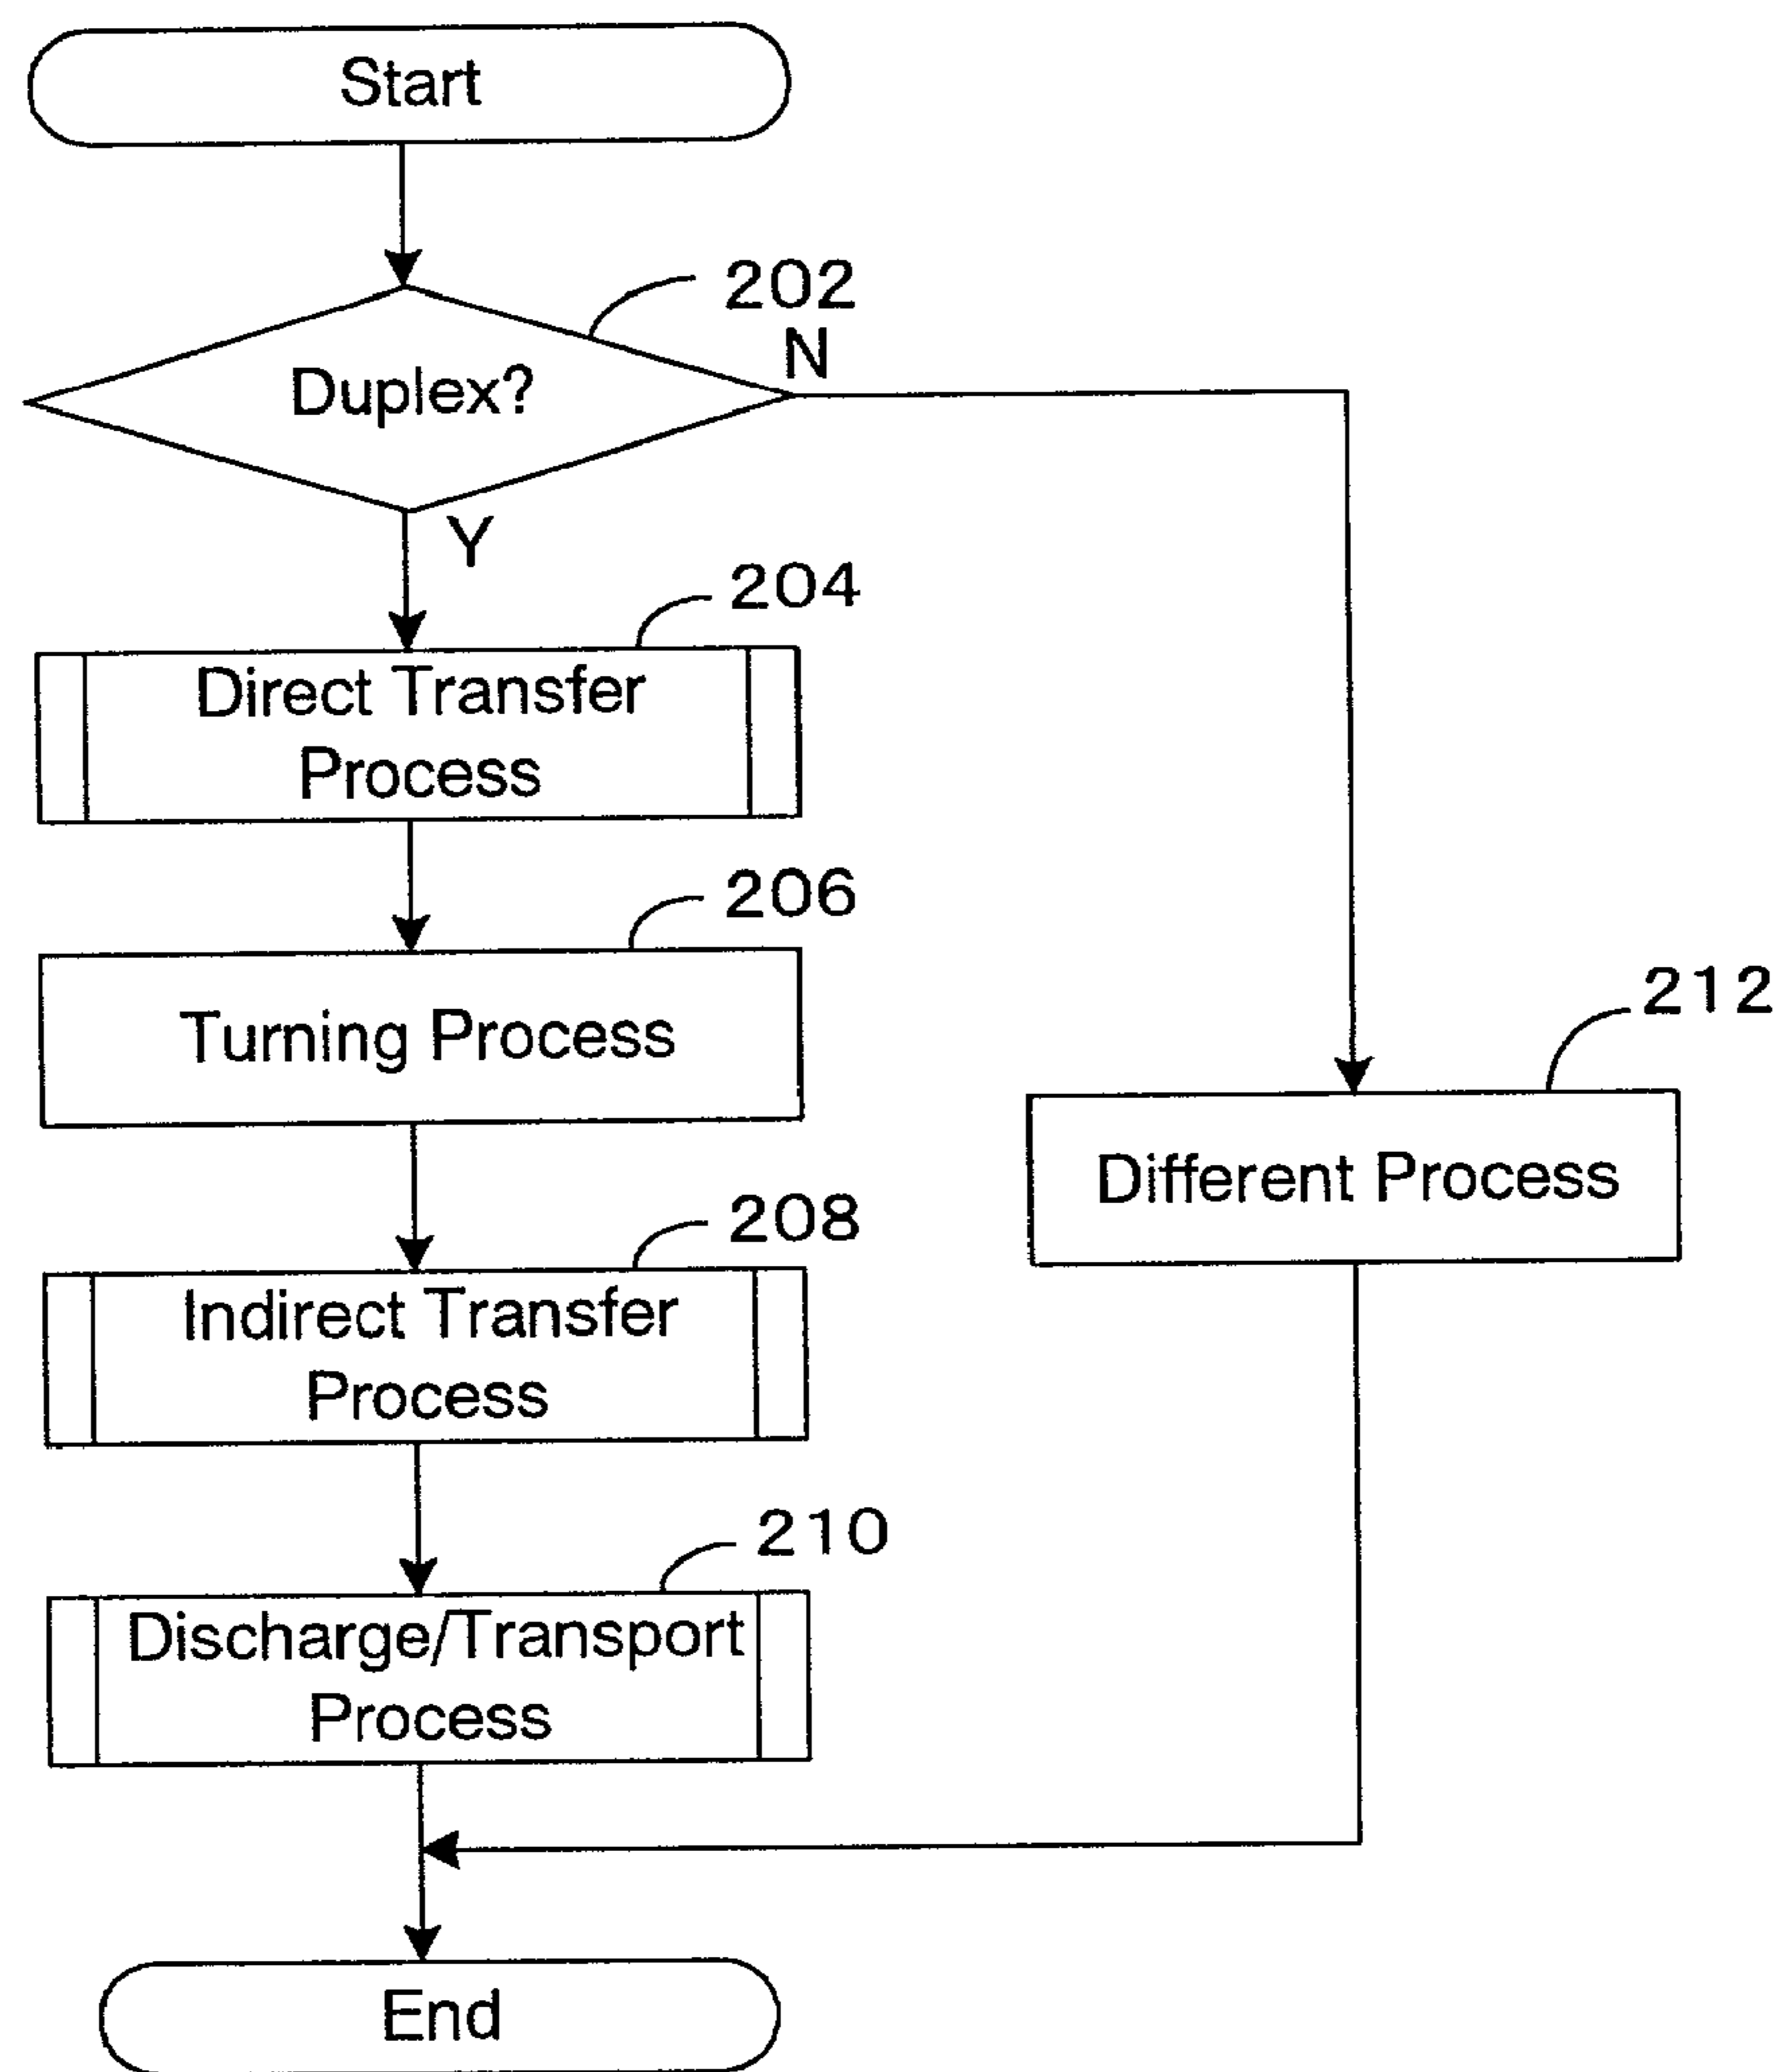 Start
202
N
Duplex?
Y
204
Direct Transfer
Process
206
Turning Process
212
Different Process
208
Indirect Transfer
Process
210
Discharge/Transport
Process
End